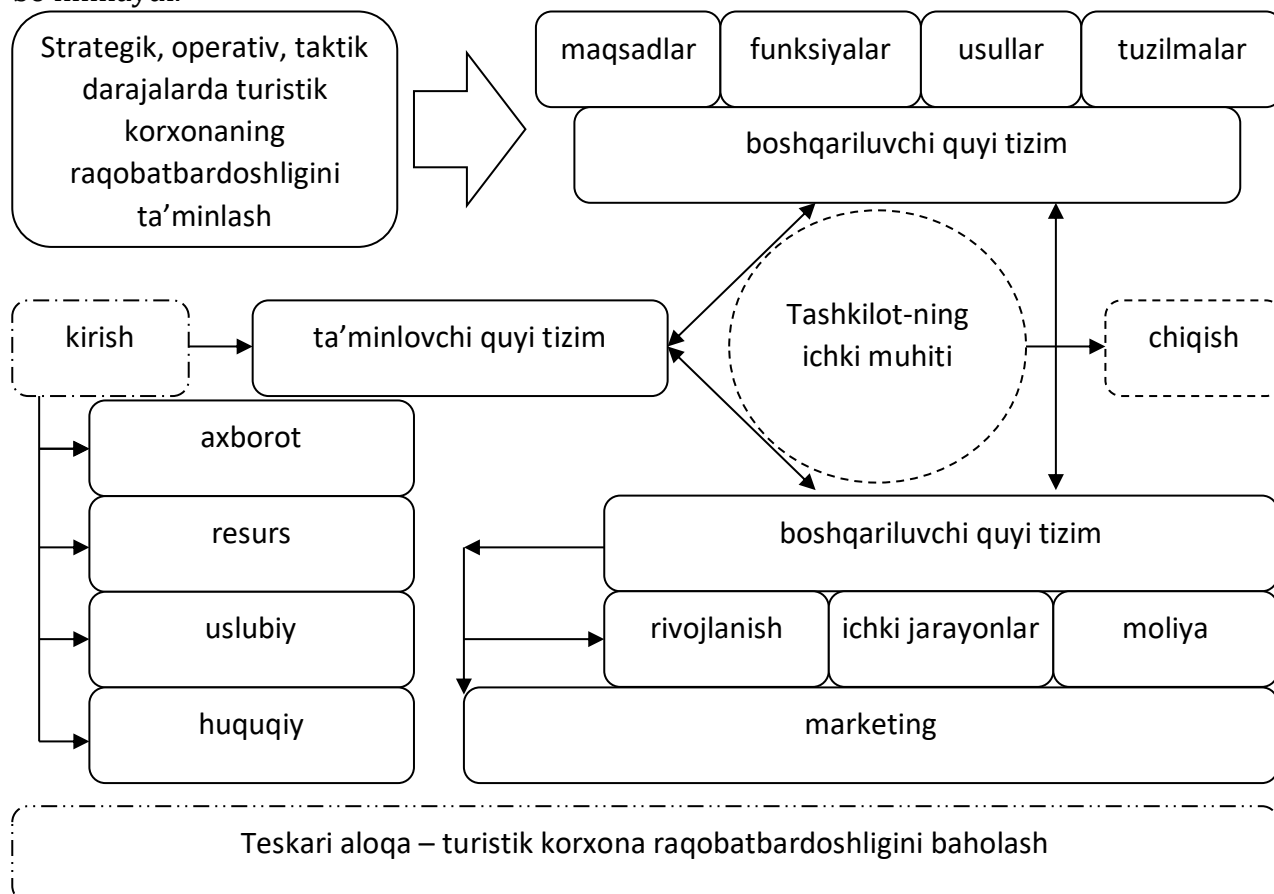 Strategik, operativ, taktik
darajalarda turistik
korxonaning
raqobatbardoshligini
ta’minlash
maqsadlar
funksiyalar
usullar
tuzilmalar
boshqariluvchi quyi tizim
kirish
ta’minlovchi quyi tizim
Tashkilot-ning
ichki muhiti
chiqish
axborot
resurs
uslubiy
huquqiy
boshqariluvchi quyi tizim
rivojlanish
ichki jarayonlar
moliya
marketing
Teskari aloqa – turistik korxona raqobatbardoshligini baholash